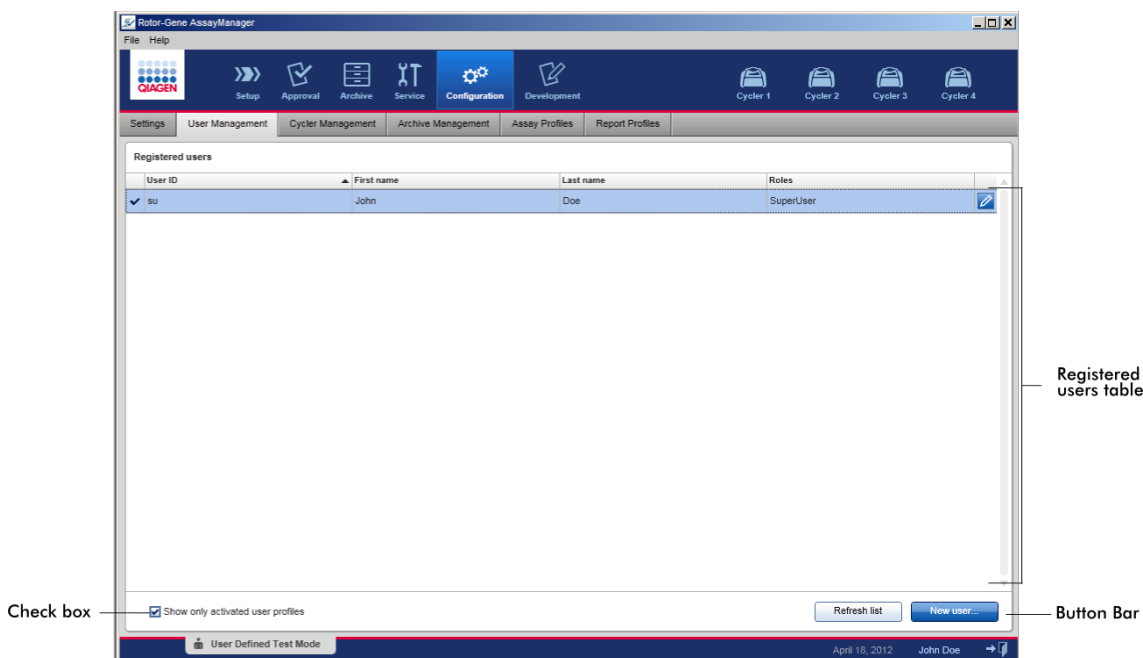 Rotor-Gene AssayManager
File Help
QIAGEN
Setup Approval Archive Service Configuration Development Cycler 1 Cycler 2 Cycler 3 Cycler 4
Settings User Management Cycler Management Archive Management Assay Profiles Report Profiles
Registered users
User ID First name Last name Roles
su John Doe SuperUser
Registered
users table
Check box
Show only activated user profiles
Refresh list New user...
Button Bar
User Defined Test Mode
April 18, 2012 John Doe